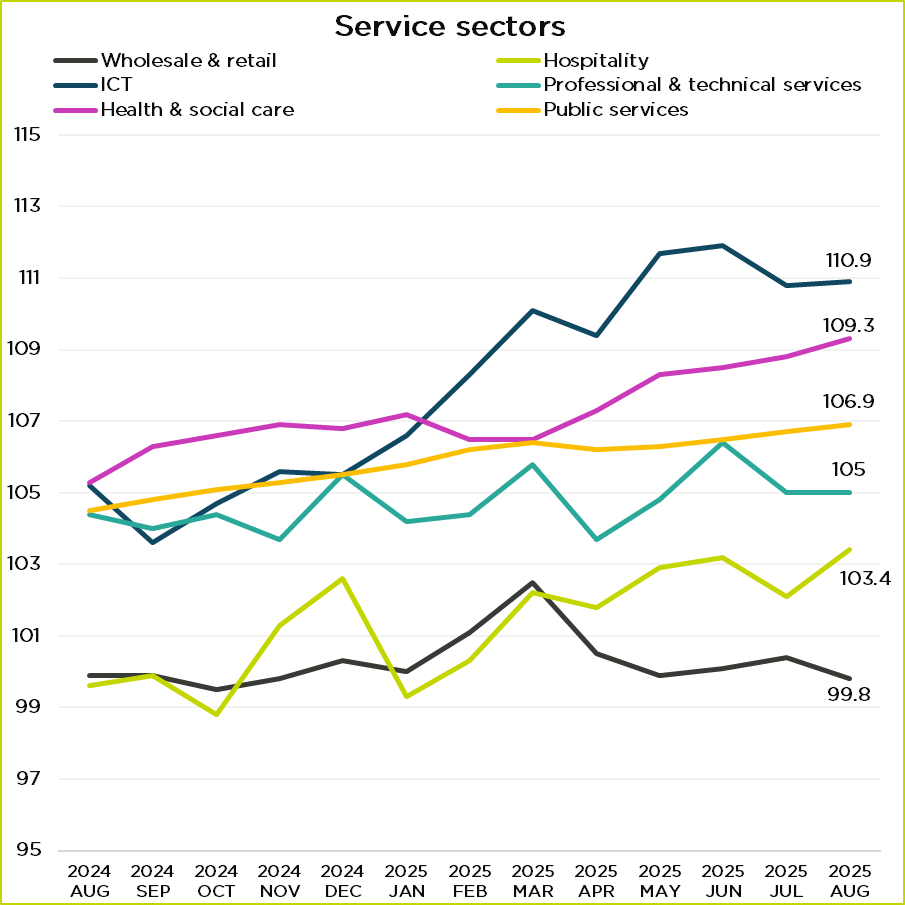 Service sectors
Wholesale & retail
Hospitality
ICT
Professional & technical services
Health & social care
Public services
115
113
111
109
107
105
103
101
99
97
95
110.9
109.3
106.9
105
103.4
99.8
2024 2024 2024 2024 2024 2025 2025 2025 2025 2025 2025 2025 2025
AUG SEP OCT NOV DEC JAN FEB MAR APR MAY JUN JUL AUG